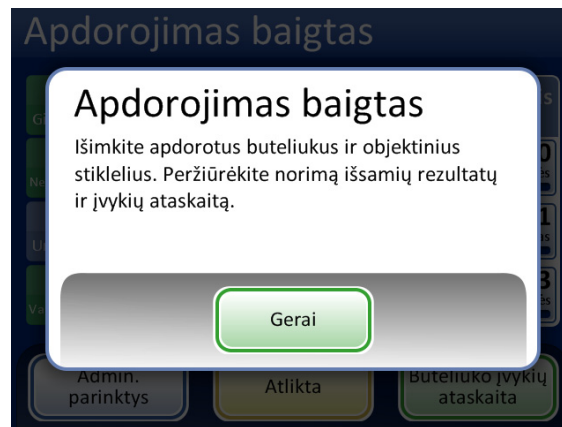 Apdorojimas baigtas
Apdorojimas baigtas
Išimkite apdorotus buteliukus ir objektinius
stiklelius. Peržiūrėkite norimą išsamių rezultatų
ir įvykių ataskaitą.
Gerai
Admin.
parinktys
Atlikta
Buteliuko įvykių
ataskaita